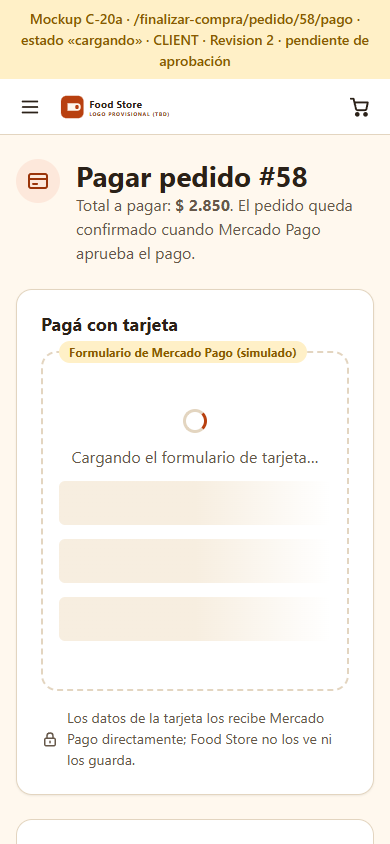 Mockup C-20a · /finalizar-compra/pedido/58/pago ·
estado «cargando» · CLIENT · Revision 2 · pendiente de
aprobación
Food Store
LOGO PROVISIONAL (TBD)
Pagar pedido #58
Total a pagar: $ 2.850. El pedido queda
confirmado cuando Mercado Pago
aprueba el pago.
Pagá con tarjeta
Formulario de Mercado Pago (simulado)
Cargando el formulario de tarjeta...
Los datos de la tarjeta los recibe Mercado
Pago directamente; Food Store no los ve ni
los guarda.